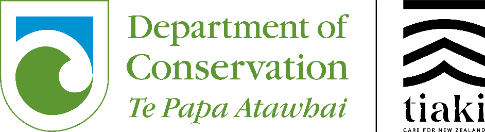 Department of
Conservation
Te Papa Atawhai
tiaki
CARE FOR NEW ZEALAND